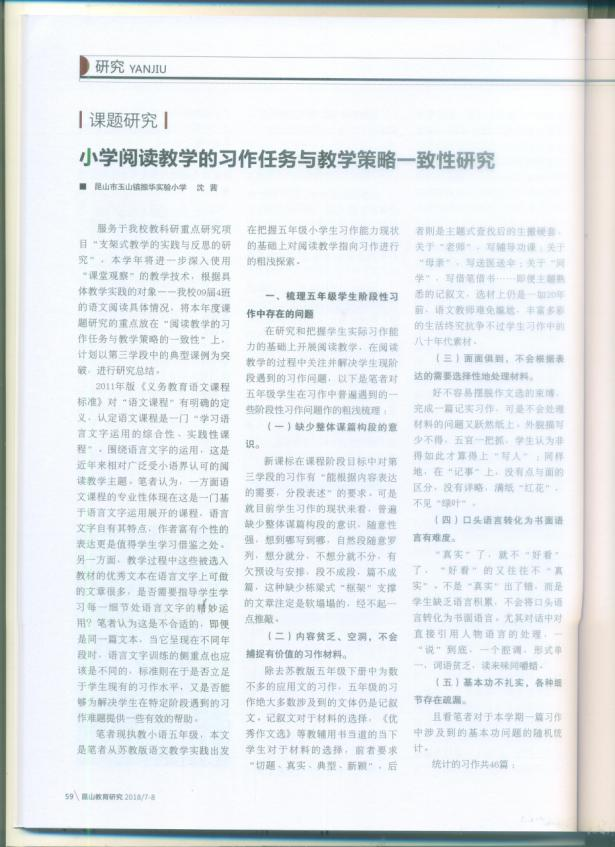 研究 YANJIU
课题研究
小学阅读教学的习作任务与教学策略一致性研究
■ 昆山市玉山镇振华实验小学 沈茜
服务于我校教科研重点研究项
目“支架式教学的实践与反思的研
究”，本学年将进一步深入使用
“课堂观察”的教学技术，根据具
体教学实践的对象——我校09届4班
的语文阅读具体情况，将本年度课
题研究的重点放在“阅读教学的习
作任务与教学策略的一致性”上，
计划以第三学段中的典型课例为突
破，进行研究总结。
2011年版《义务教育语文课程
标准》对“语文课程”有明确的定
义，认定语文课程是一门“学习语
言文字运用的综合性、实践性课
程”。围绕语言文字的运用，这是
近年来相对广泛受小语界认可的阅
读教学主题。笔者认为，一方面语
文课程的专业性体现在这是一门基
于语言文字运用展开的课程，语言
文字自有其特点，作者富有个性的
表达更是值得学生学习借鉴之处。
另一方面，教学过程中这些被选入
教材的优秀文本在语言文字上可做
的文章很多，是否需要指导学生学
习每一细节处语言文字的精妙运
用？笔者认为这是不合适的，即便
是同一篇文本，当它呈现在不同年
段时，语言文字训练的侧重点也应
该是不同的，标准则在于是否立足
于学生现有的习作水平，又是否能
够为解决学生在特定阶段遇到的习
作难题提供一些有效的帮助。
笔者现执教小语五年级，本文
是笔者从苏教版语文教学实践出发
在把握五年级小学生习作能力现状
的基础上对阅读教学指向习作进行
的粗浅探索。
一、梳理五年级学生阶段性习
作中存在的问题
在研究和把握学生实际习作能
力的基础上开展阅读教学，在阅读
教学的过程中关注并解决学生现阶
段遇到的习作问题，以下是笔者对
五年级学生在习作中普遍遇到的一
些阶段性习作问题作的粗浅梳理：
（一）缺少整体谋篇构段的意
识。
新课标在课程阶段目标中对第
三学段的习作有“能根据内容表达
的需要，分段表述”的要求。可是
就目前学生习作的现状来看，普遍
缺少整体谋篇构段的意识，随意性
强，想到哪写到哪，自然段随意罗
列，想分就分，不想分就不分，有
欠预设与安排，段不成段，篇不成
篇，这种缺少栋梁式“框架”支撑
的文章注定是软塌塌的，经不起一
点推敲。
（二）内容贫乏、空洞，不会
捕捉有价值的习作材料。
除去苏教版五年级下册中为数
不多的应用文的习作，五年级的习
作绝大多数涉及到的文体仍是记叙
文。记叙文对于材料的选择，《优
秀作文选》等教辅用书当道的当下
学生对于材料的选择，前者要求
“切题、真实、典型、新颖”，后
者则是主题式查找后的生搬硬套，
关于“老师”，写辅导功课；关于
“母亲”，写送医送伞；关于“同
学”，写借笔借书……即便主题熟
悉的记叙文，选材上仍是一如20年
前，语文教师难免尴尬，丰富多彩
的生活终究抗争不过学生习作中的
八十年代素材。
（三）面面俱到，不会根据表
达的需要选择性地处理材料。
好不容易摆脱作文选的束缚，
完成一篇记实习作，可是不会处理
材料的问题又跃然纸上。外貌描写
少不得，五官一把抓，学生认为非
得如此才算得上“写人”；同样
地，在“记事”上，没有点与面的
区分，没有详略，满纸“红花”，
不见“绿叶”。
（四）口头语言转化为书面语
言有难度。
“真实”了，就不“好看”
了，“好看”的又往往不“真
实”。不是“真实”出了错，而是
学生缺乏语言积累，不会将口头语
言转化为书面语言。尤其对话中对
直接引用人物语言的处理，一
“说”到底，一个腔调，形式单
一，词语贫乏，读来味同嚼蜡。
（五）基本功不扎实，各种细
节存在疏漏。
且看笔者对于本学期一篇习作
中涉及到的基本功问题的随机统
计。
统计的习作共46篇：
59 \ 昆山教育研究 2018/7-8